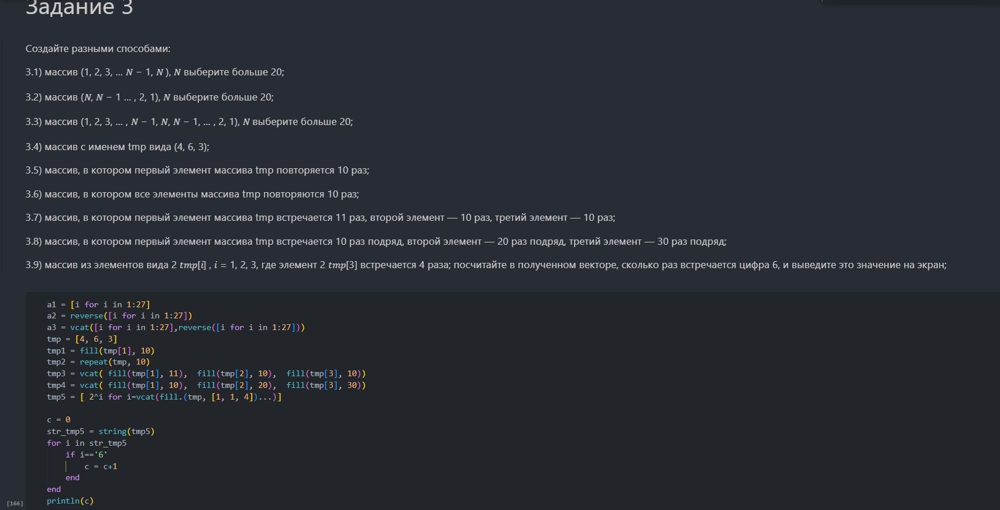 Задание 3
Создайте разными способами:
3.1) массив (1, 2, 3, ... N − 1, N ), N выберите больше 20;
3.2) массив (N, N − 1 ... , 2, 1), N выберите больше 20;
3.3) массив (1, 2, 3, ... , N − 1, N, N − 1, ... , 2, 1), N выберите больше 20;
3.4) массив с именем tmp вида (4, 6, 3);
3.5) массив, в котором первый элемент массива tmp повторяется 10 раз;
3.6) массив, в котором все элементы массива tmp повторяются 10 раз;
3.7) массив, в котором первый элемент массива tmp встречается 11 раз, второй элемент — 10 раз, третий элемент — 10 раз;
3.8) массив, в котором первый элемент массива tmp встречается 10 раз подряд, второй элемент — 20 раз подряд, третий элемент — 30 раз подряд;
3.9) массив из элементов вида 2 tmp[i] , i = 1, 2, 3, где элемент 2 tmp[3] встречается 4 раза; посчитайте в полученном векторе, сколько раз встречается цифра 6, и выведите это значение на экран;
a1 = [i for i in 1:27]
a2 = reverse([i for i in 1:27])
a3 = vcat([i for i in 1:27],reverse([i for i in 1:27]))
tmp = [4, 6, 3]
tmp1 = fill(tmp[1], 10)
tmp2 = repeat(tmp, 10)
tmp3 = vcat( fill(tmp[1], 11),  fill(tmp[2], 10),  fill(tmp[3], 10))
tmp4 = vcat( fill(tmp[1], 10),  fill(tmp[2], 20),  fill(tmp[3], 30))
tmp5 = [ 2^i for i=vcat(fill.(tmp, [1, 1, 4])...)]
c = 0
str_tmp5 = string(tmp5)
for i in str_tmp5
    if i=='6'
        c = c+1
    end
end
println(c)
[166]